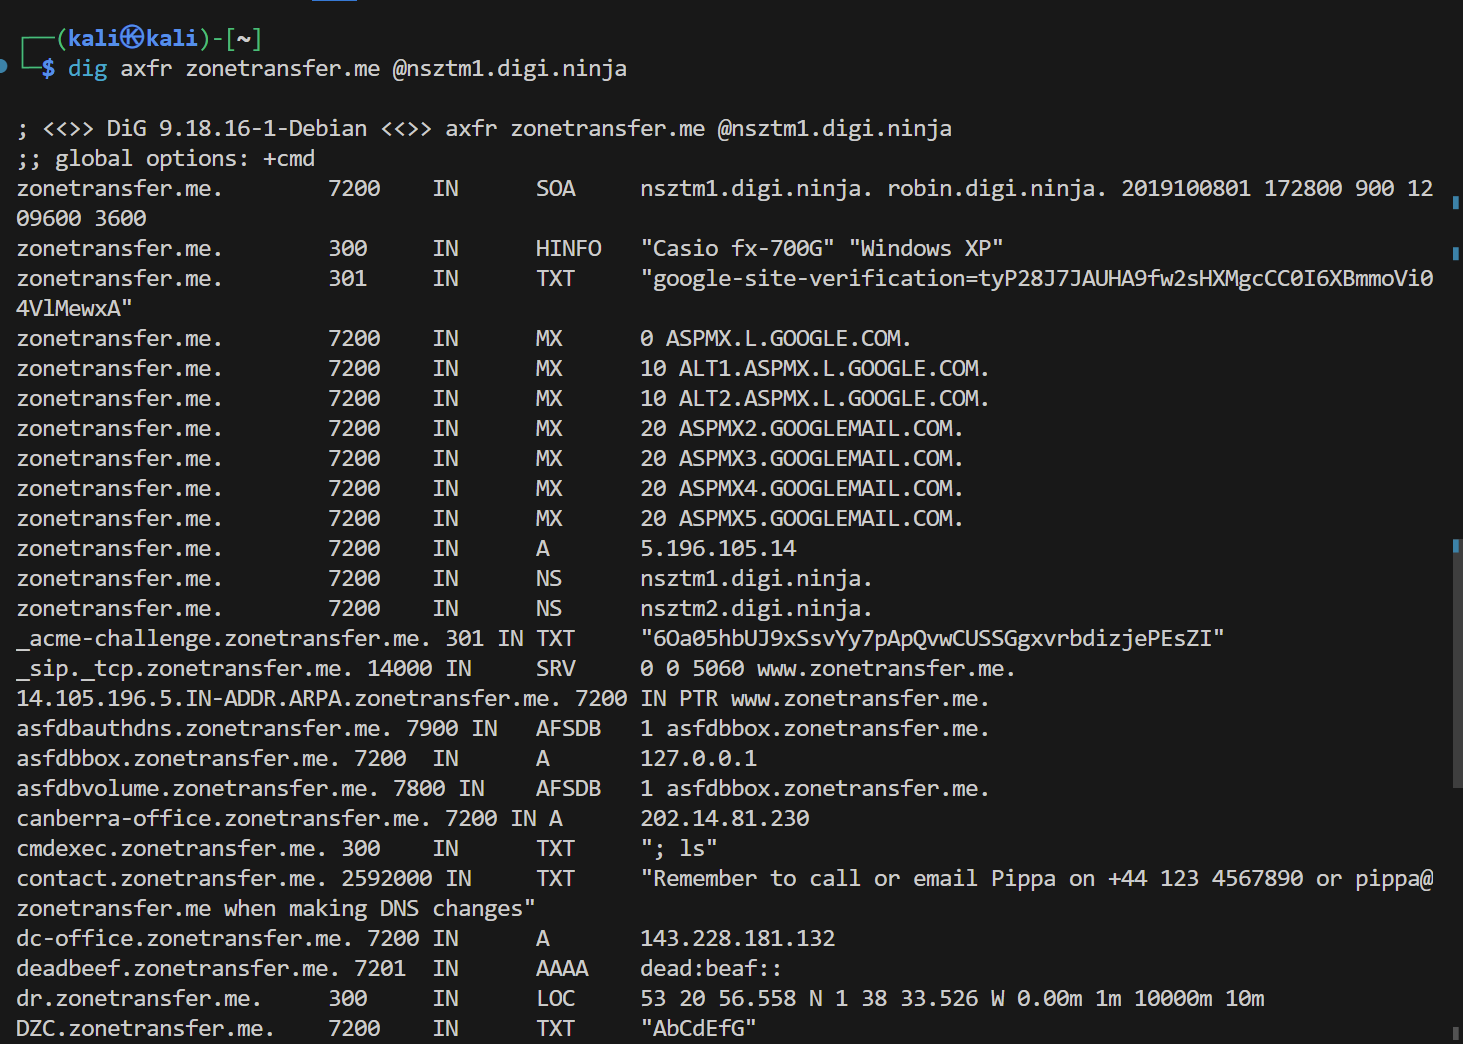 (kali㉿kali)-[~]
$ dig axfr zonetransfer.me @nsztm1.digi.ninja
; <<>> DiG 9.18.16-1-Debian <<>> axfr zonetransfer.me @nsztm1.digi.ninja
;; global options: +cmd
zonetransfer.me. 7200 IN SOA nsztm1.digi.ninja. robin.digi.ninja. 2019100801 172800 900 12
09600 3600
zonetransfer.me. 300 IN HINFO "Casio fx-700G" "Windows XP"
zonetransfer.me. 301 IN TXT "google-site-verification=tyP28J7JAUHA9fw2sHXMgcCC0I6XBmmoVi0
4VlMewxA"
zonetransfer.me. 7200 IN MX 0 ASPMX.L.GOOGLE.COM.
zonetransfer.me. 7200 IN MX 10 ALT1.ASPMX.L.GOOGLE.COM.
zonetransfer.me. 7200 IN MX 10 ALT2.ASPMX.L.GOOGLE.COM.
zonetransfer.me. 7200 IN MX 20 ASPMX2.GOOGLEMAIL.COM.
zonetransfer.me. 7200 IN MX 20 ASPMX3.GOOGLEMAIL.COM.
zonetransfer.me. 7200 IN MX 20 ASPMX4.GOOGLEMAIL.COM.
zonetransfer.me. 7200 IN MX 20 ASPMX5.GOOGLEMAIL.COM.
zonetransfer.me. 7200 IN A 5.196.105.14
zonetransfer.me. 7200 IN NS nsztm1.digi.ninja.
zonetransfer.me. 7200 IN NS nsztm2.digi.ninja.
_acme-challenge.zonetransfer.me. 301 IN TXT "6Oa05hbUJ9xSsvYy7pApQvwCUSSGgxvrbdizjePEsZI"
_sip._tcp.zonetransfer.me. 14000 IN SRV 0 0 5060 www.zonetransfer.me.
14.105.196.5.IN-ADDR.ARPA.zonetransfer.me. 7200 IN PTR www.zonetransfer.me.
asfdbauthdns.zonetransfer.me. 7900 IN AFSDB 1 asfdbbox.zonetransfer.me.
asfdbbox.zonetransfer.me. 7200 IN A 127.0.0.1
asfdbvolume.zonetransfer.me. 7800 IN AFSDB 1 asfdbbox.zonetransfer.me.
canberra-office.zonetransfer.me. 7200 IN A 202.14.81.230
cmdexec.zonetransfer.me. 300 IN TXT "; ls"
contact.zonetransfer.me. 2592000 IN TXT "Remember to call or email Pippa on +44 123 4567890 or pippa@
zonetransfer.me when making DNS changes"
dc-office.zonetransfer.me. 7200 IN A 143.228.181.132
deadbeef.zonetransfer.me. 7201 IN AAAA dead:beaf::
dr.zonetransfer.me. 300 IN LOC 53 20 56.558 N 1 38 33.526 W 0.00m 1m 10000m 10m
DZC.zonetransfer.me. 7200 IN TXT "AbCdEfG"